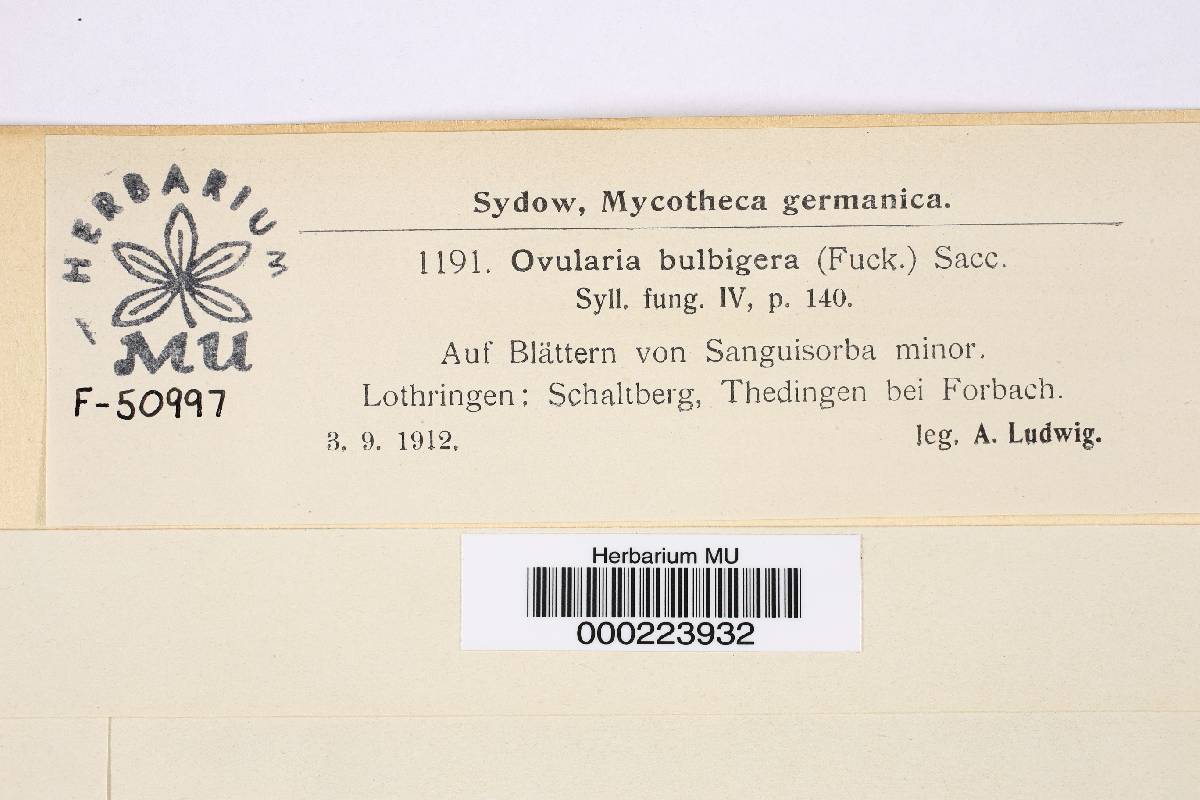 HERBARIUM
MU
F-50997
Sydow, Mycotheca germanica.
1191. Ovularia bulbigera (Fuck.) Sacc.
Syll. fung. IV, p. 140.
Auf Blättern von Sanguisorba minor.
Lothringen: Schaltberg, Thedingen bei Forbach.
3. 9. 1912.
leg. A. Ludwig.
Herbarium MU
000223932